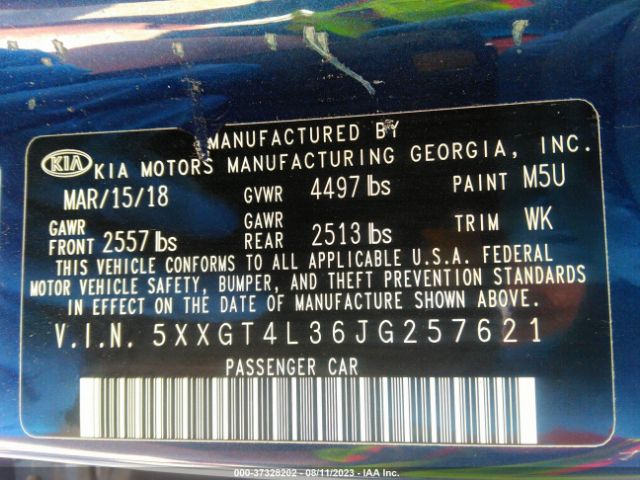 MANUFACTURED BY
KIA KIA MOTORS MANUFACTURING GEORGIA, INC.
MAR/15/18 GVWR 4497 lbs PAINT M5U
GAWR FRONT 2557 lbs GAWR REAR 2513 lbs TRIM WK
THIS VEHICLE CONFORMS TO ALL APPLICABLE U.S.A. FEDERAL
MOTOR VEHICLE SAFETY, BUMPER, AND THEFT PREVENTION STANDARDS
IN EFFECT ON THE DATE OF MANUFACTURE SHOWN ABOVE.
V.I.N. 5XXGT4L36JG257621
PASSENGER CAR
000-37328202 - 08/11/2023 - IAA Inc.